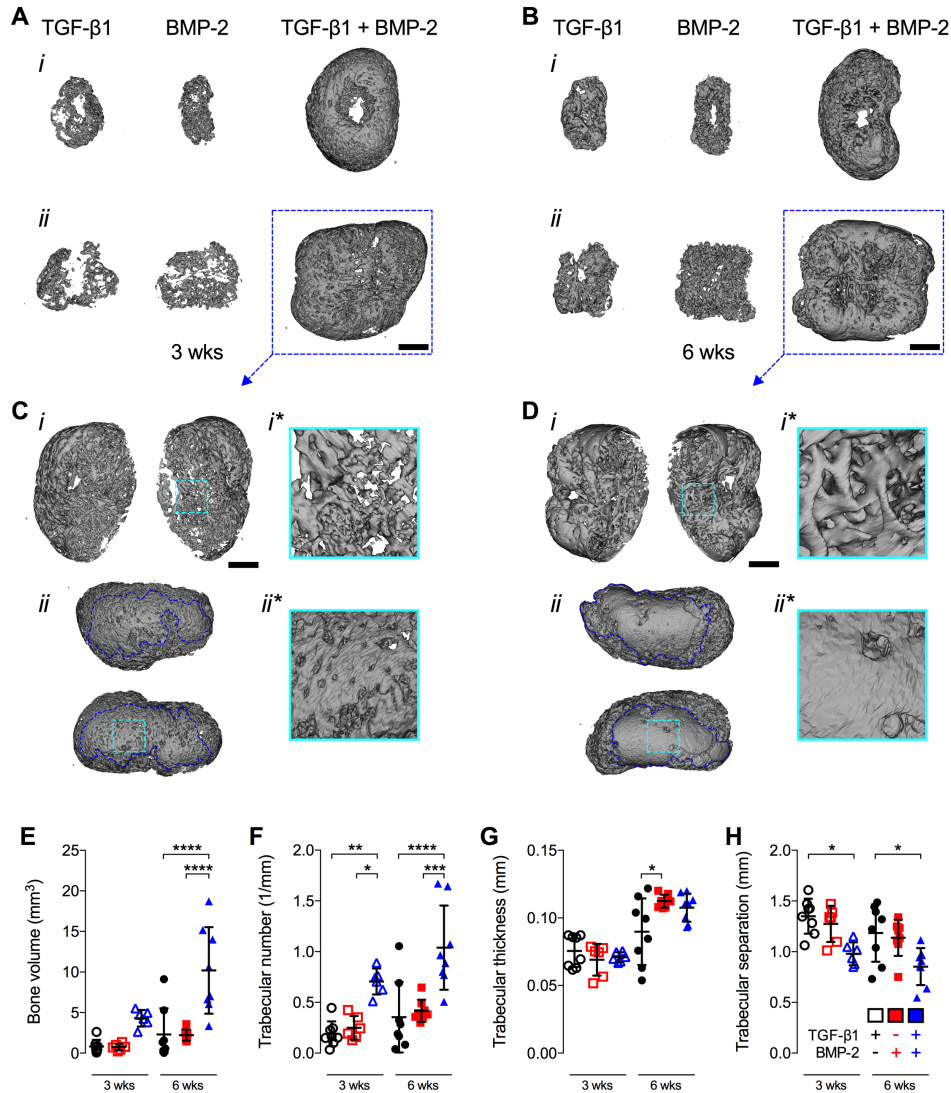 A
TGF-β1 BMP-2 TGF-β1 + BMP-2
i
ii
3 wks
B
TGF-β1 BMP-2 TGF-β1 + BMP-2
i
ii
6 wks
C
i
i*
ii
ii*
D
i
i*
ii
ii*
E
Bone volume (mm³)
25
20
15
10
5
0
****
****
3 wks 6 wks
F
Trabecular number (1/mm)
2.0
1.5
1.0
0.5
0.0
** ****
* ***
3 wks 6 wks
G
Trabecular thickness (mm)
0.15
0.10
0.05
0.00
*
3 wks 6 wks
H
Trabecular separation (mm)
2.0
1.5
1.0
0.5
0.0
* *
TGF-β1 + - +
BMP-2 - + +
3 wks 6 wks